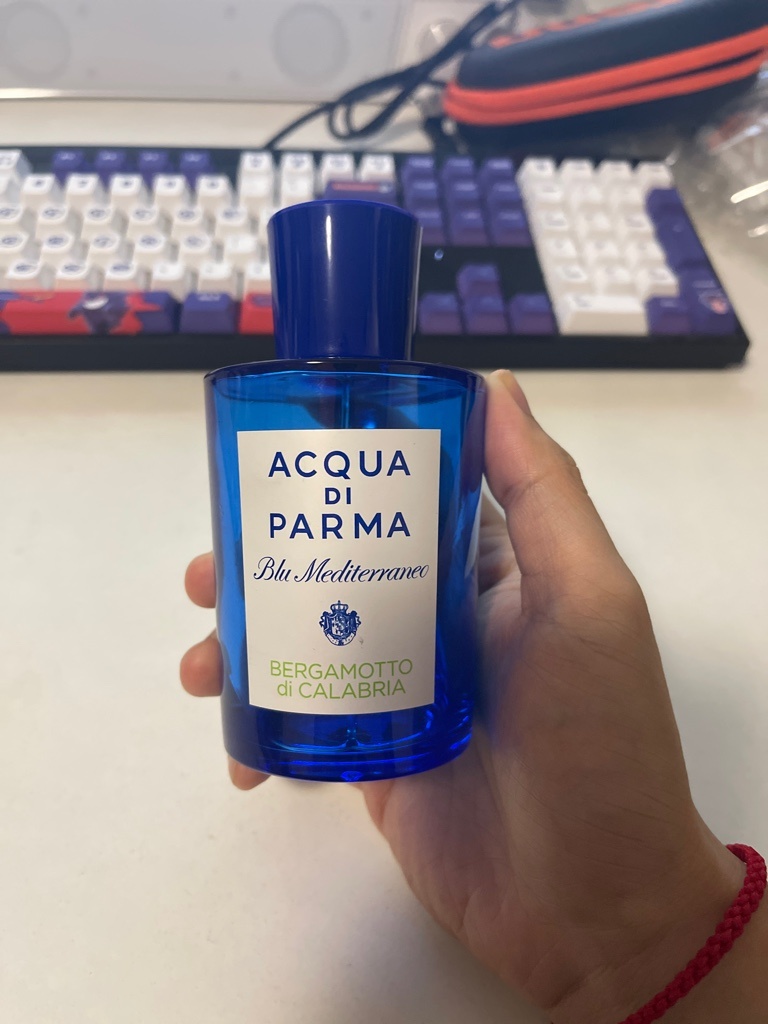 ACQUA
DI
PARMA
Blu Mediterraneo
BERGAMOTTO
di CALABRIA